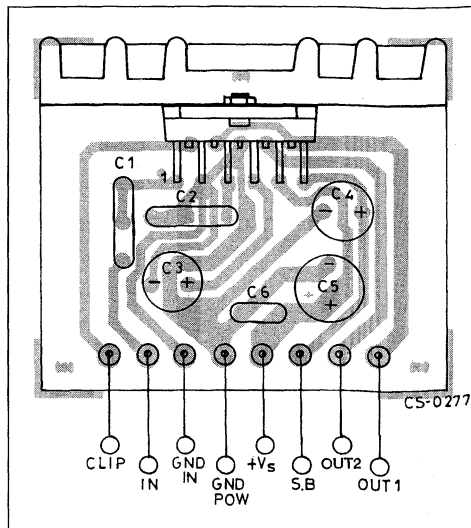 C1
1
C2
C4
- +
C3
- +
-
C5
+
+
C6
CS-0277
CLIP
IN
GND
IN
GND
POW
+Vs
S.B
OUT2
OUT1